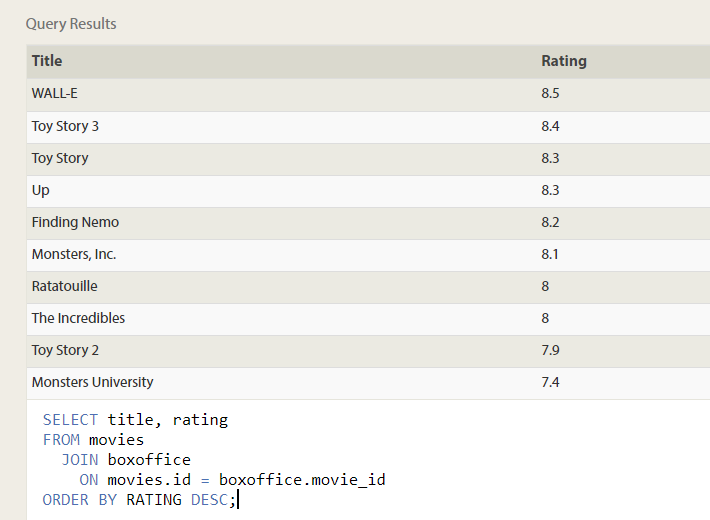 Query Results
Title Rating
WALL-E 8.5
Toy Story 3 8.4
Toy Story 8.3
Up 8.3
Finding Nemo 8.2
Monsters, Inc. 8.1
Ratatouille 8
The Incredibles 8
Toy Story 2 7.9
Monsters University 7.4
SELECT title, rating
FROM movies
JOIN boxoffice
ON movies.id = boxoffice.movie_id
ORDER BY RATING DESC;